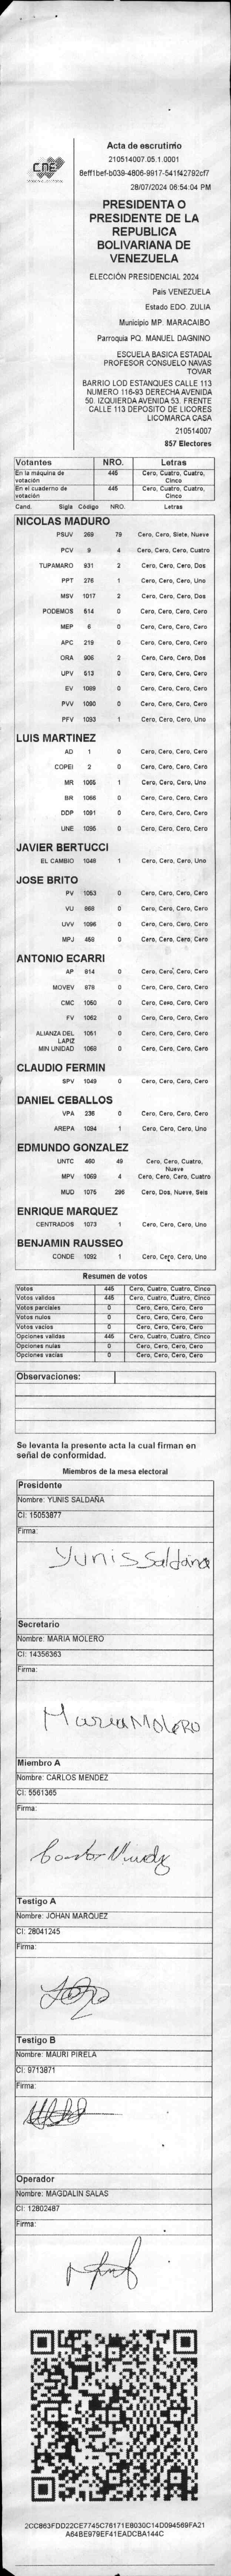 CNE
Acta de escrutinio
210514007.05.1.0001
8eff1bef-b039-4806-9917-541f42792cf7
28/07/2024 06:54:04 PM
PRESIDENTA O
PRESIDENTE DE LA
REPUBLICA
BOLIVARIANA DE
VENEZUELA
ELECCIÓN PRESIDENCIAL 2024
País VENEZUELA
Estado EDO. ZULIA
Municipio MP. MARACAIBO
Parroquia PQ. MANUEL DAGNINO
ESCUELA BASICA ESTADAL
PROFESOR CONSUELO NAVAS
TOVAR
BARRIO LOD ESTANQUES CALLE 113
NUMERO 116-93 DERECHA AVENIDA
50. IZQUIERDA AVENIDA 53. FRENTE
CALLE 113 DEPOSITO DE LICORES
LICOMARCA CASA
210514007
857 Electores
Votantes NRO. Letras
En la máquina de votación 445 Cero, Cuatro, Cuatro, Cinco
En el cuaderno de votación 445 Cero, Cuatro, Cuatro, Cinco
Cand. Sigla Código NRO. Letras
NICOLAS MADURO
PSUV 269 79 Cero, Cero, Siete, Nueve
PCV 9 4 Cero, Cero, Cero, Cuatro
TUPAMARO 931 2 Cero, Cero, Cero, Dos
PPT 276 1 Cero, Cero, Cero, Uno
MSV 1017 2 Cero, Cero, Cero, Dos
PODEMOS 514 0 Cero, Cero, Cero, Cero
MEP 6 0 Cero, Cero, Cero, Cero
APC 219 0 Cero, Cero, Cero, Cero
ORA 906 2 Cero, Cero, Cero, Dos
UPV 513 0 Cero, Cero, Cero, Cero
EV 1089 0 Cero, Cero, Cero, Cero
PVV 1090 0 Cero, Cero, Cero, Cero
PFV 1093 1 Cero, Cero, Cero, Uno
LUIS MARTINEZ
AD 1 0 Cero, Cero, Cero, Cero
COPEI 2 0 Cero, Cero, Cero, Cero
MR 1065 1 Cero, Cero, Cero, Uno
BR 1066 0 Cero, Cero, Cero, Cero
DDP 1091 0 Cero, Cero, Cero, Cero
UNE 1095 0 Cero, Cero, Cero, Cero
JAVIER BERTUCCI
EL CAMBIO 1048 1 Cero, Cero, Cero, Uno
JOSE BRITO
PV 1053 0 Cero, Cero, Cero, Cero
VU 868 0 Cero, Cero, Cero, Cero
UVV 1096 0 Cero, Cero, Cero, Cero
MPJ 458 0 Cero, Cero, Cero, Cero
ANTONIO ECARRI
AP 814 0 Cero, Cero, Cero, Cero
MOVEV 878 0 Cero, Cero, Cero, Cero
CMC 1050 0 Cero, Cero, Cero, Cero
FV 1052 0 Cero, Cero, Cero, Cero
ALIANZA DEL LAPIZ 1051 0 Cero, Cero, Cero, Cero
MIN UNIDAD 1068 0 Cero, Cero, Cero, Cero
CLAUDIO FERMIN
SPV 1049 0 Cero, Cero, Cero, Cero
DANIEL CEBALLOS
VPA 236 0 Cero, Cero, Cero, Cero
AREPA 1094 1 Cero, Cero, Cero, Uno
EDMUNDO GONZALEZ
UNTC 460 49 Cero, Cero, Cuatro, Nueve
MPV 1069 4 Cero, Cero, Cero, Cuatro
MUD 1075 296 Cero, Dos, Nueve, Seis
ENRIQUE MARQUEZ
CENTRADOS 1073 1 Cero, Cero, Cero, Uno
BENJAMIN RAUSSEO
CONDE 1092 1 Cero, Cero, Cero, Uno
Resumen de votos
Votos 445 Cero, Cuatro, Cuatro, Cinco
Votos validos 445 Cero, Cuatro, Cuatro, Cinco
Votos parciales 0 Cero, Cero, Cero, Cero
Votos nulos 0 Cero, Cero, Cero, Cero
Votos vacios 0 Cero, Cero, Cero, Cero
Opciones validas 445 Cero, Cuatro, Cuatro, Cinco
Opciones nulas 0 Cero, Cero, Cero, Cero
Opciones vacias 0 Cero, Cero, Cero, Cero
Observaciones:
Se levanta la presente acta la cual firman en
señal de conformidad.
Miembros de la mesa electoral
Presidente
Nombre: YUNIS SALDAÑA
CI: 15053877
Firma:
Yunis Saldaña
Secretario
Nombre: MARIA MOLERO
CI: 14356363
Firma:
Maria MOLERO
Miembro A
Nombre: CARLOS MENDEZ
CI: 5561365
Firma:
Testigo A
Nombre: JOHAN MARQUEZ
CI: 28041245
Firma:
Testigo B
Nombre: MAURI PIRELA
CI: 9713871
Firma:
Operador
Nombre: MAGDALIN SALAS
CI: 12802487
Firma:
2CC863FDD22CE7745C76171E8030C14D094569FA21
A64BE979EF41EADCBA144C